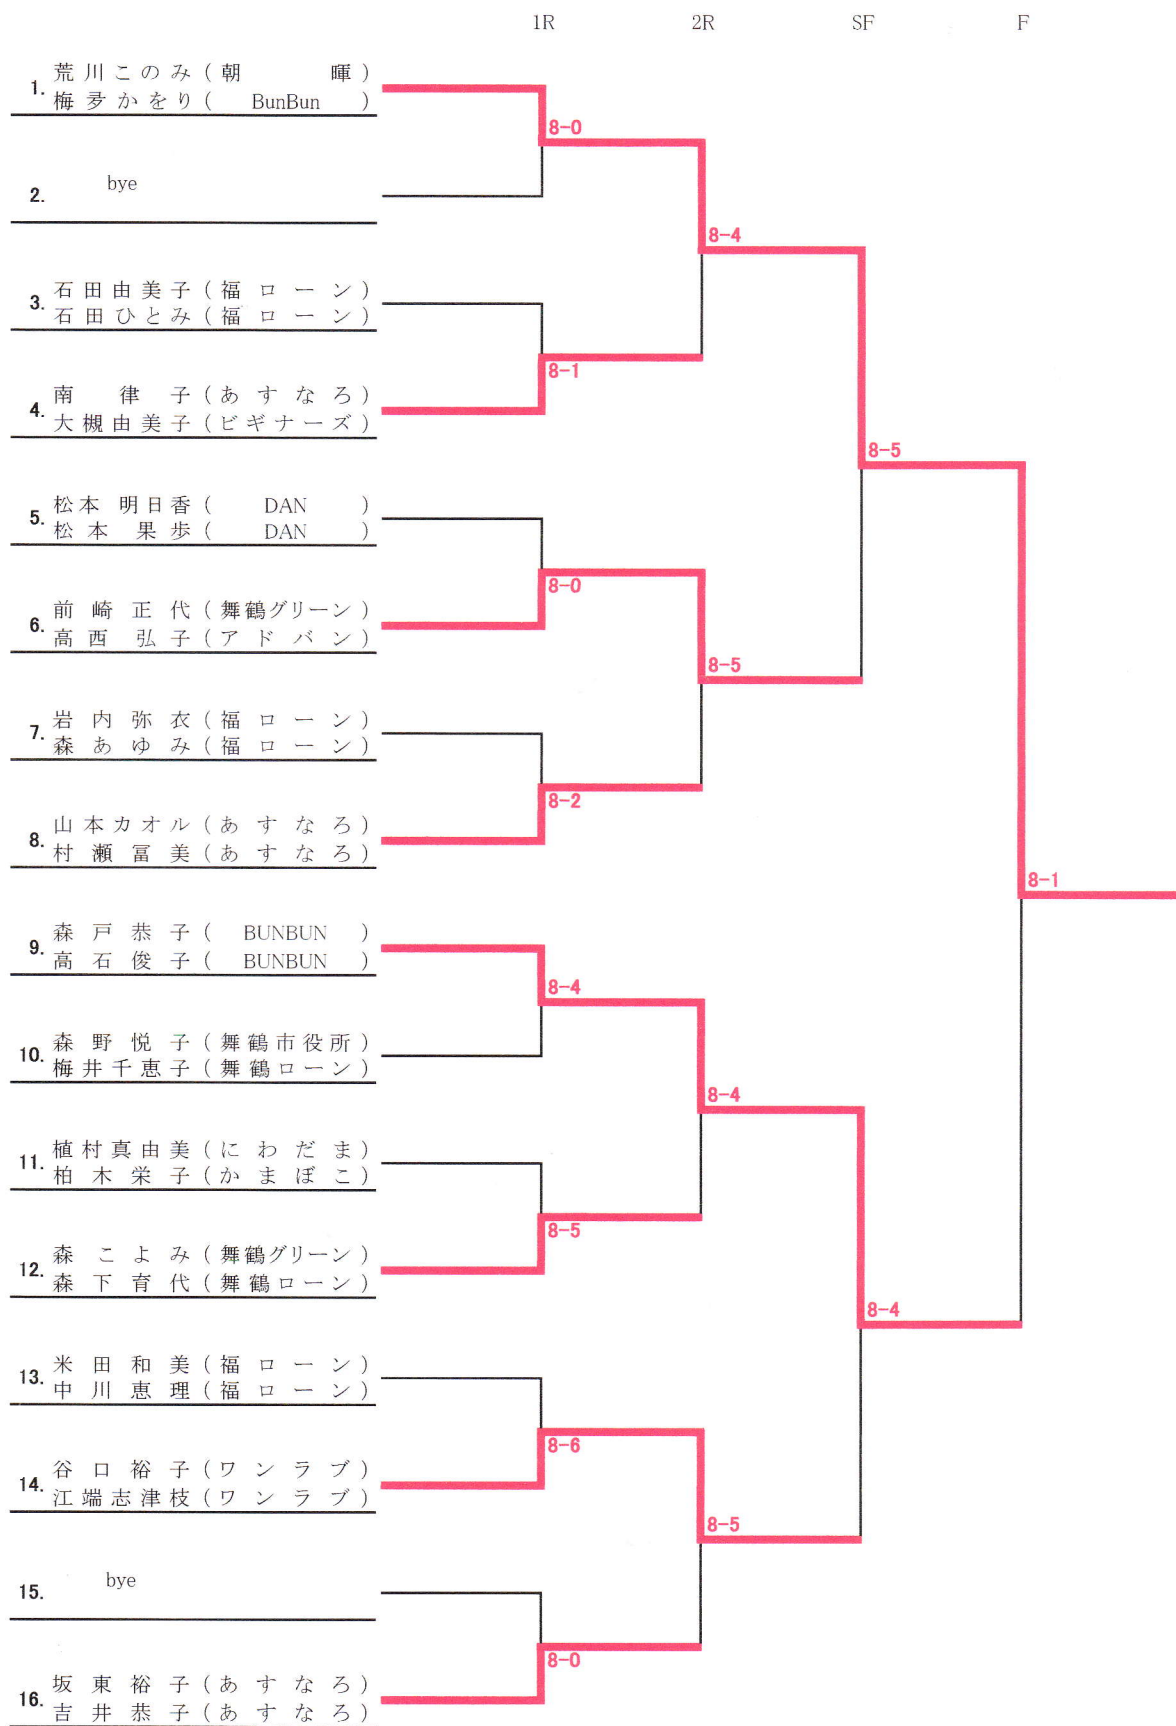 1R 2R SF F
1. 荒川このみ(朝暉)
梅夛かをり(BunBun)
8-0
2. bye
8-4
3. 石田由美子(福ローン)
石田ひとみ(福ローン)
8-1
4. 南律子(あすなろ)
大槻由美子(ビギナーズ)
8-5
5. 松本明日香(DAN)
松本果歩(DAN)
8-0
6. 前崎正代(舞鶴グリーン)
高西弘子(アドバン)
8-5
7. 岩内弥衣(福ローン)
森あゆみ(福ローン)
8-2
8. 山本カオル(あすなろ)
村瀬冨美(あすなろ)
8-1
9. 森戸恭子(BUNBUN)
高石俊子(BUNBUN)
8-4
10. 森野悦子(舞鶴市役所)
梅井千恵子(舞鶴ローン)
8-4
11. 植村真由美(にわだま)
柏木栄子(かまぼこ)
8-5
12. 森こよみ(舞鶴グリーン)
森下育代(舞鶴ローン)
8-4
13. 米田和美(福ローン)
中川恵理(福ローン)
8-6
14. 谷口裕子(ワンラブ)
江端志津枝(ワンラブ)
8-5
15. bye
8-0
16. 坂東裕子(あすなろ)
吉井恭子(あすなろ)